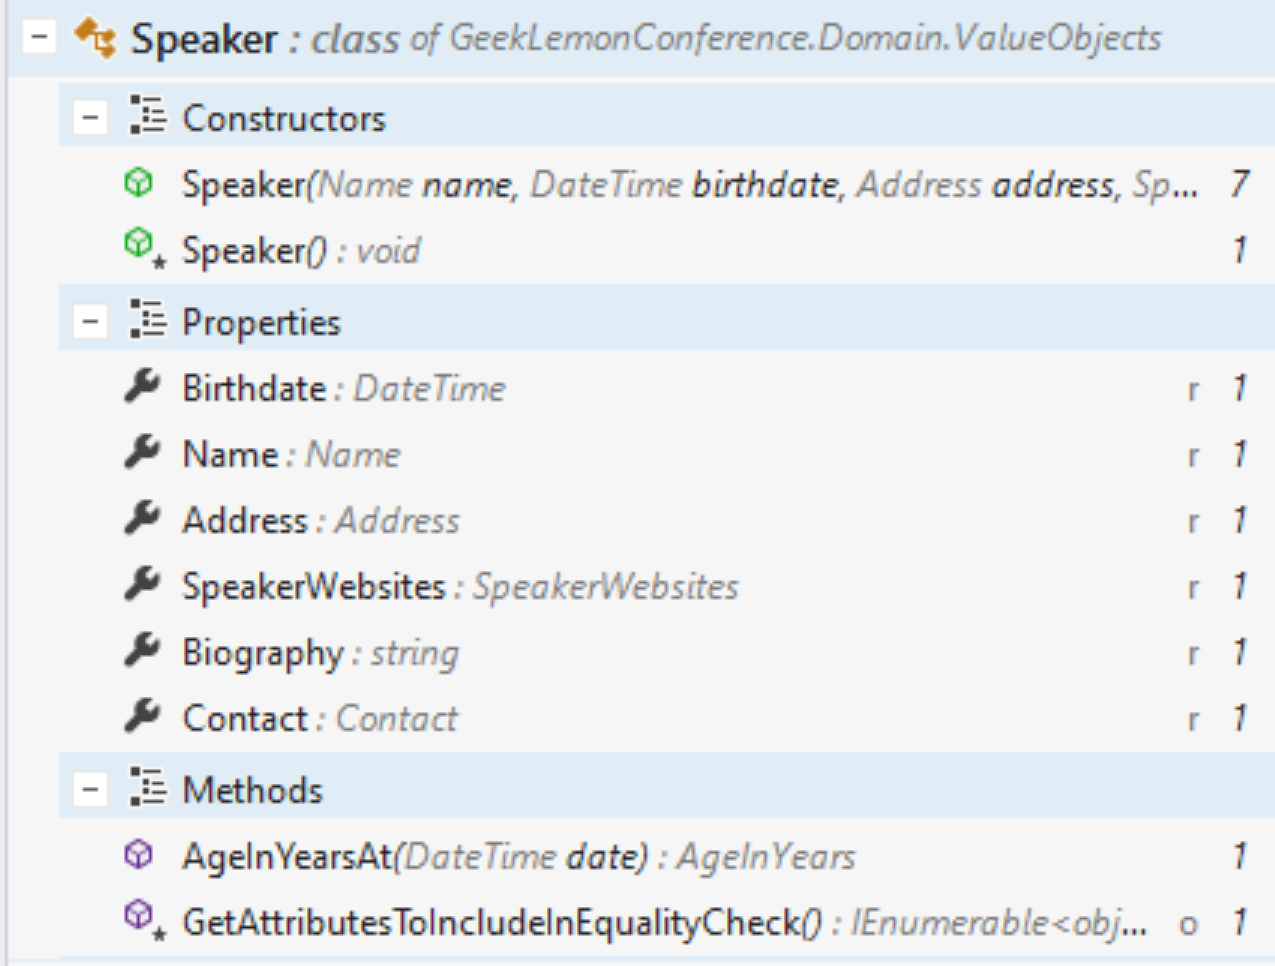 Speaker : class of GeekLemonConference.Domain.ValueObjects
Constructors
Speaker(Name name, DateTime birthdate, Address address, Sp... 7
Speaker() : void 1
Properties
Birthdate : DateTime r 1
Name : Name r 1
Address : Address r 1
SpeakerWebsites : SpeakerWebsites r 1
Biography : string r 1
Contact : Contact r 1
Methods
AgeInYearsAt(DateTime date) : AgeInYears 1
GetAttributesToIncludeInEqualityCheck() : IEnumerable<obj... o 1